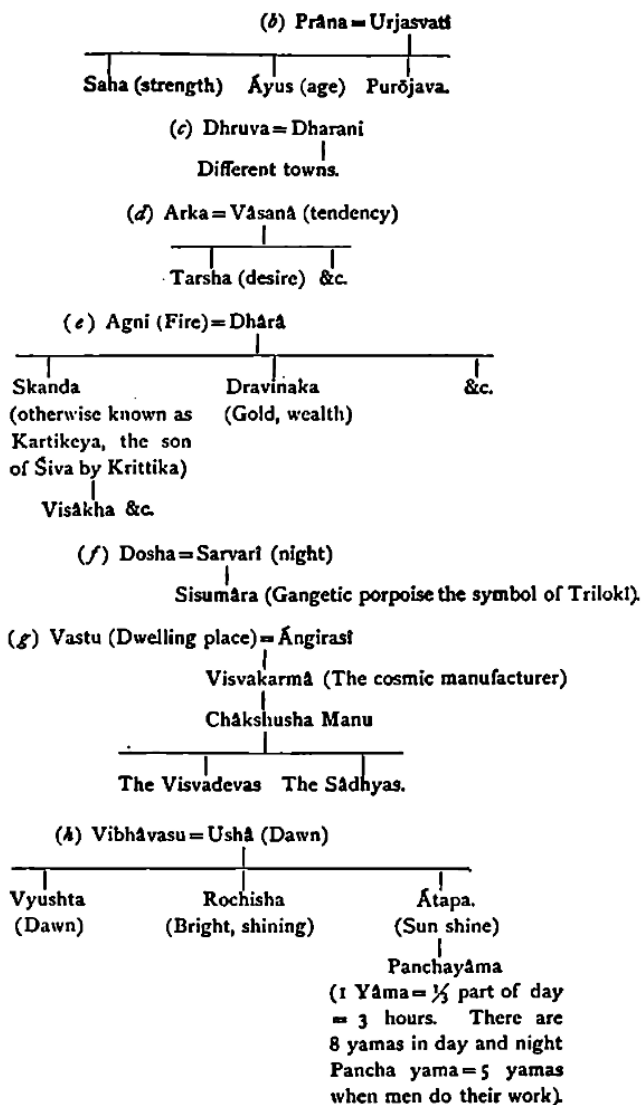 (b) Prâna = Urjasvatî
Saha (strength) Áyus (age) Purōjava.
(c) Dhruva = Dharani
Different towns.
(d) Arka = Vâsanâ (tendency)
Tarsha (desire) &c.
(e) Agni (Fire) = Dhârâ
Skanda Dravinaka &c.
(otherwise known as (Gold, wealth)
Kartikeya, the son
of Śiva by Krittika)
Visâkha &c.
(f) Dosha = Sarvarî (night)
Sisumâra (Gangetic porpoise the symbol of Trilokî).
(g) Vastu (Dwelling place) = Ángirasî
Visvakarmâ (The cosmic manufacturer)
Châkshusha Manu
The Visvadevas The Sâdhyas.
(h) Vibhâvasu = Ushâ (Dawn)
Vyushta Rochisha Átapa.
(Dawn) (Bright, shining) (Sun shine)
Panchayâma
(1 Yâma = ⅓ part of day
= 3 hours. There are
8 yamas in day and night
Pancha yama = 5 yamas
when men do their work).